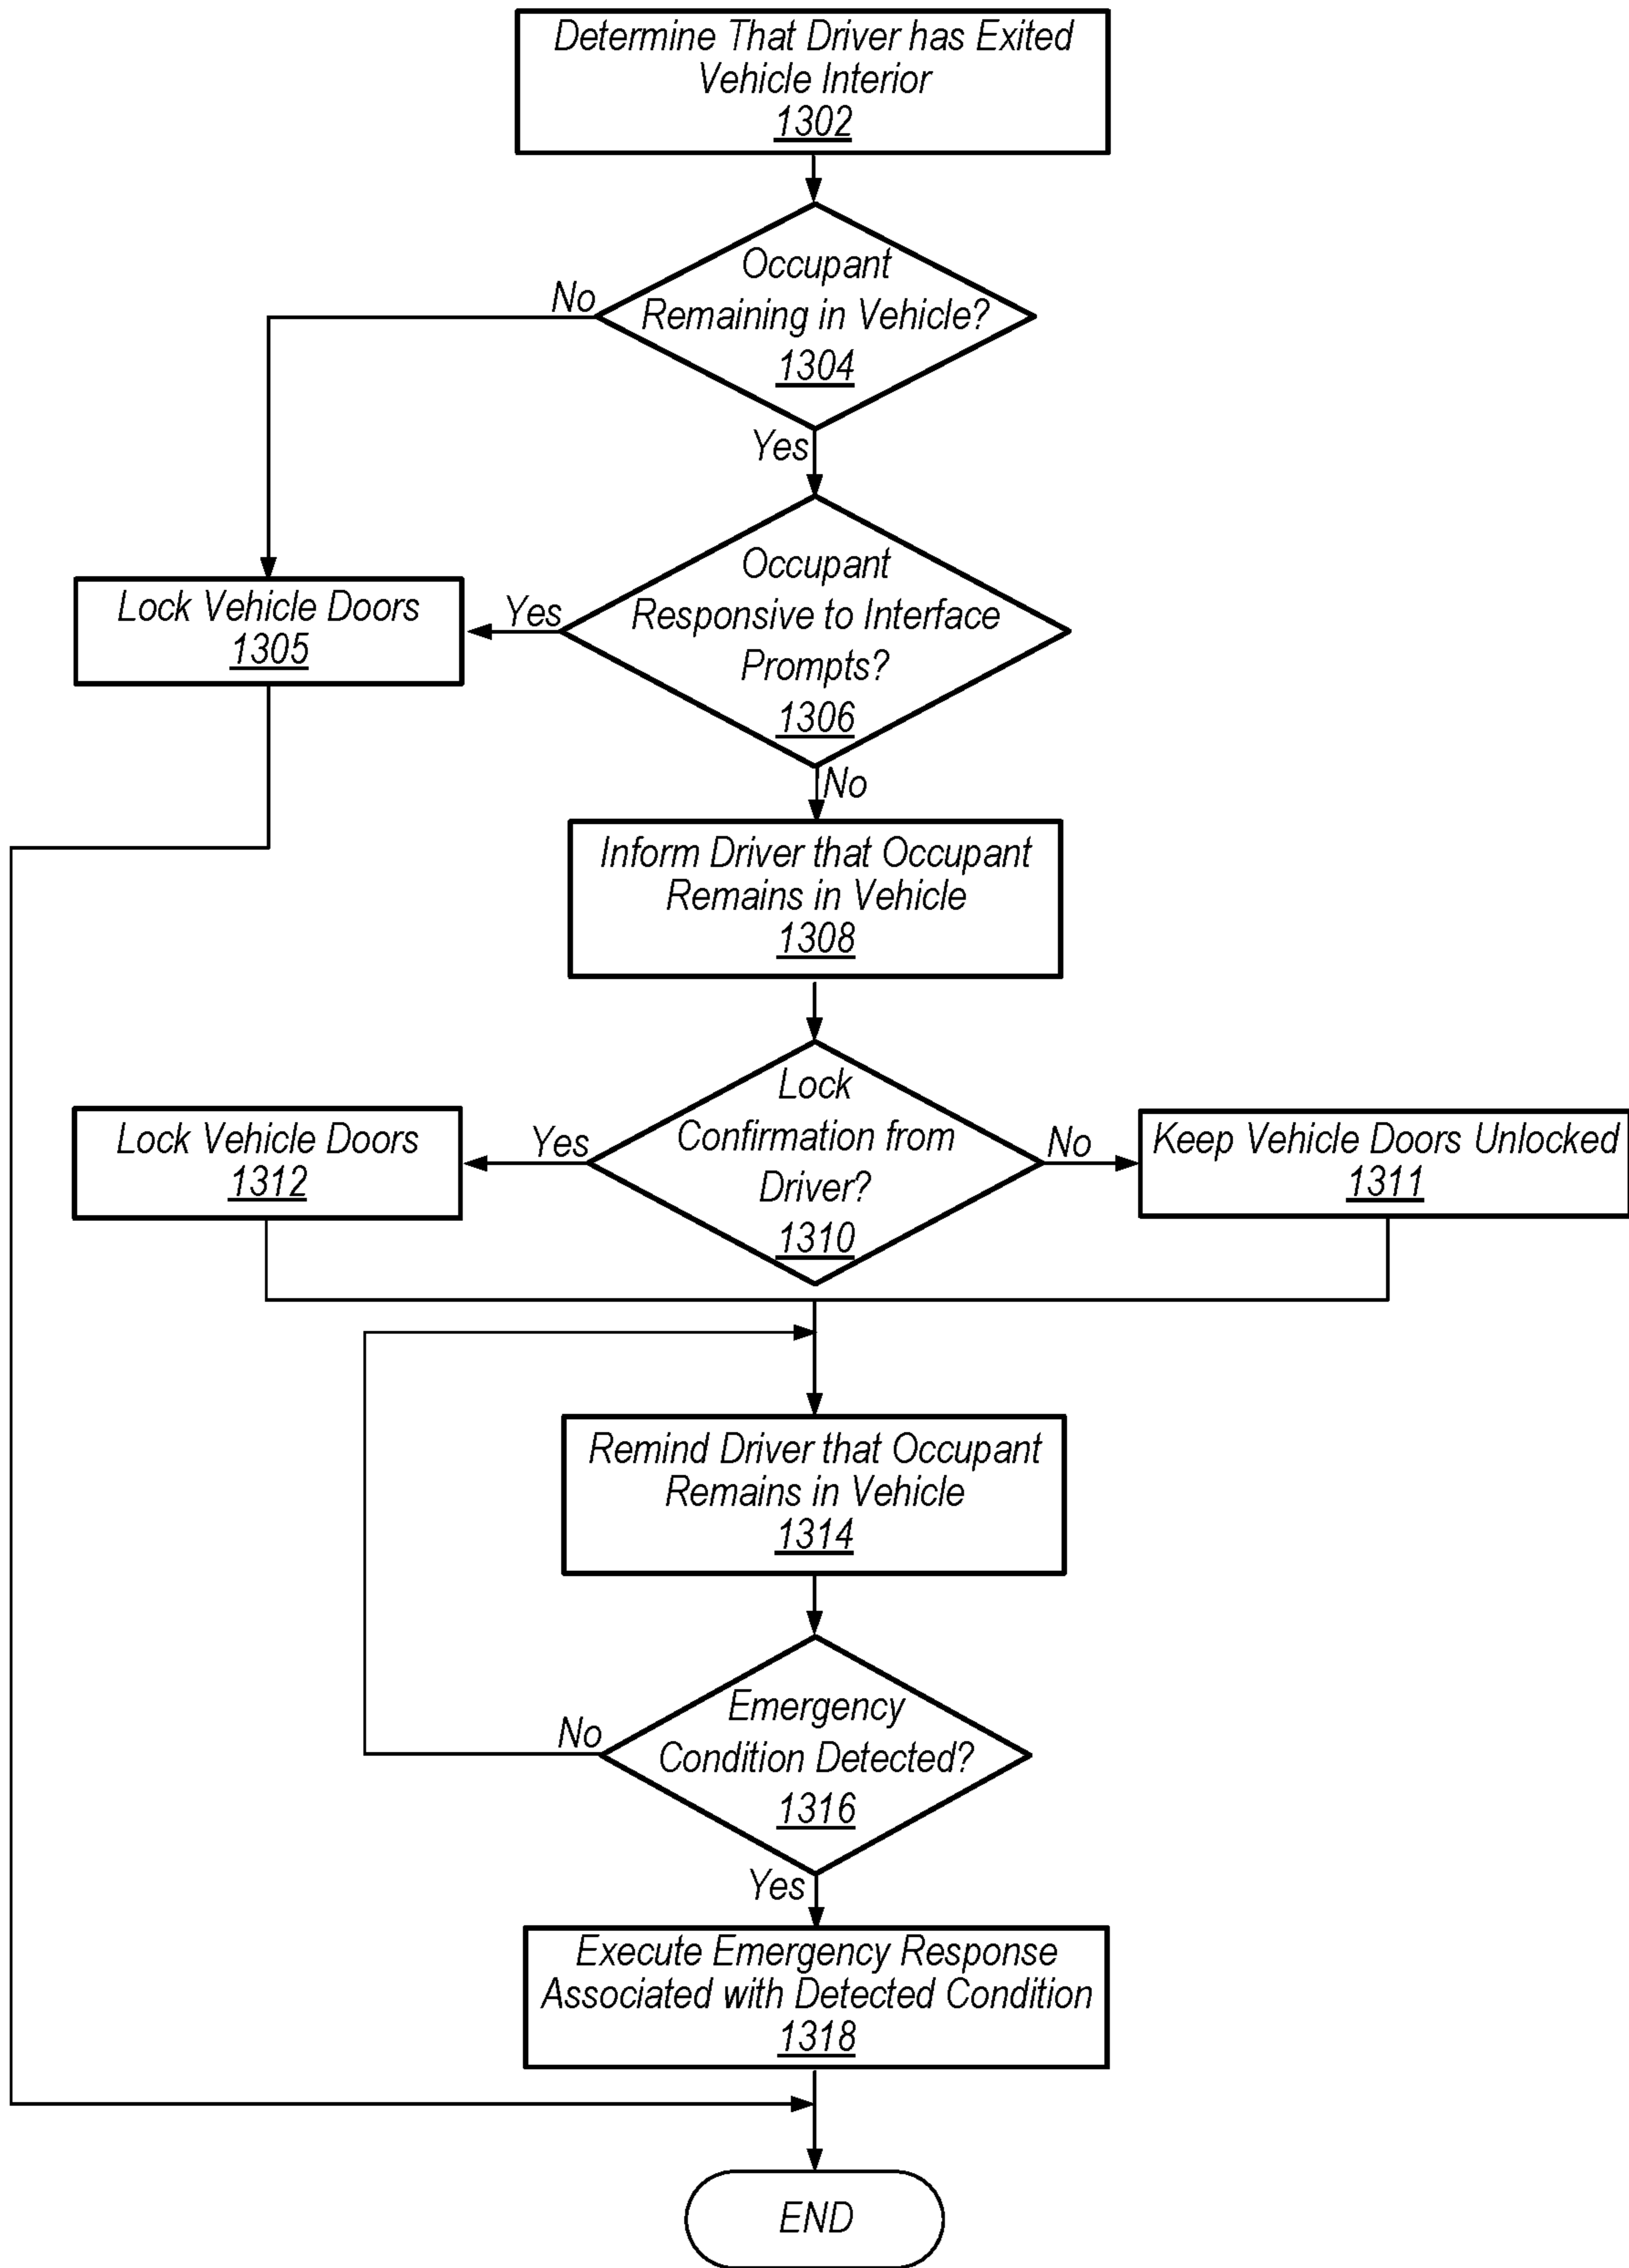 Determine That Driver has Exited
Vehicle Interior
1302
Occupant
Remaining in Vehicle?
1304
No
Yes
Occupant
Responsive to Interface
Prompts?
1306
Yes
Lock Vehicle Doors
1305
No
Inform Driver that Occupant
Remains in Vehicle
1308
Lock
Confirmation from
Driver?
1310
Yes
No
Lock Vehicle Doors
1312
Keep Vehicle Doors Unlocked
1311
Remind Driver that Occupant
Remains in Vehicle
1314
Emergency
Condition Detected?
1316
No
Yes
Execute Emergency Response
Associated with Detected Condition
1318
END